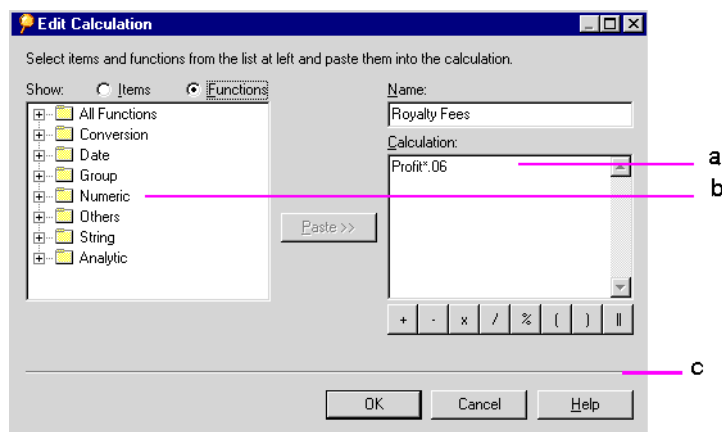 Edit Calculation
Select items and functions from the list at left and paste them into the calculation.
Show: Items Functions
All Functions
Conversion
Date
Group
Numeric
Others
String
Analytic
Paste >>
Name:
Royalty Fees
Calculation:
Profit*.06
+ - x / % ( ) ||
OK Cancel Help
a
b
c